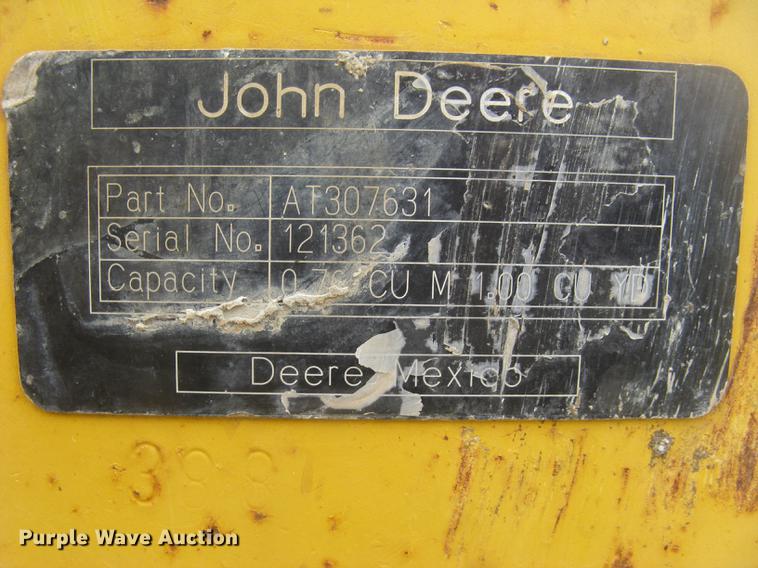 John Deere
Part No. AT307631
Serial No. 121362
Capacity CU M 1.00 CU YD
Deere Mexico
Purple Wave Auction